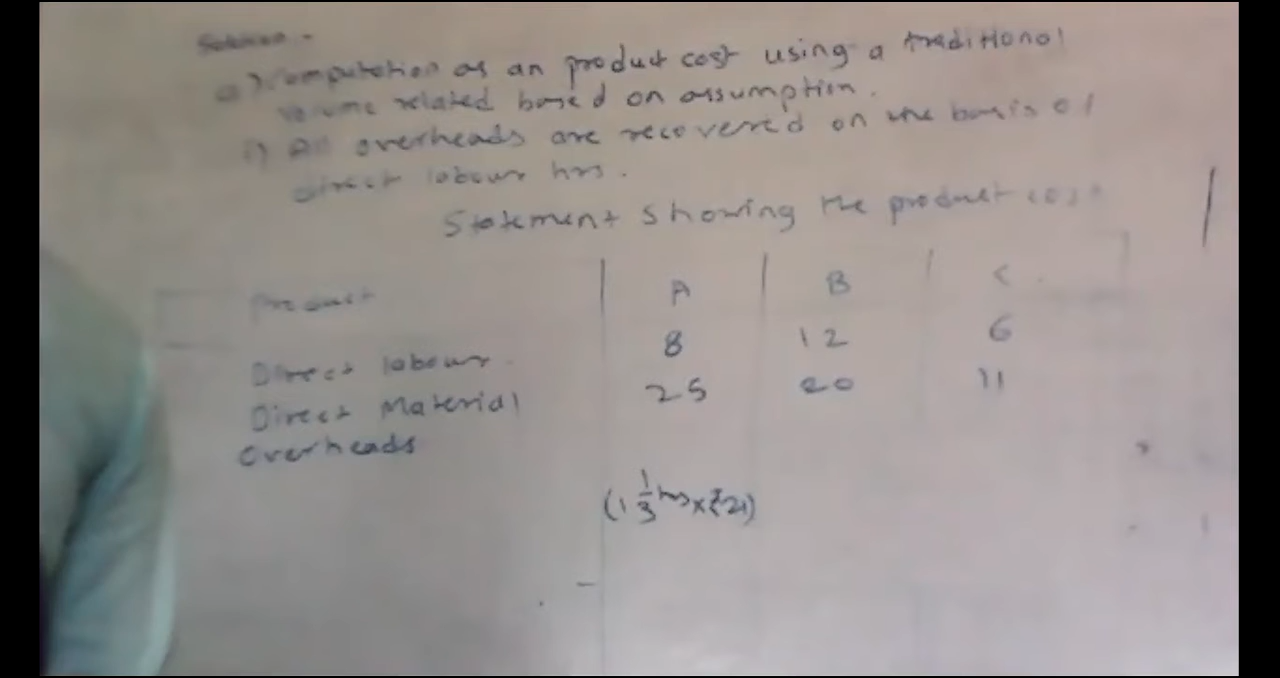 Solution -
a) Computation of an product cost using a traditional
volume related based on assumption.
i) All overheads are recovered on the basis of
direct labour hrs.
Statement showing the product cost
Product A B C
Direct labour 8 12 6
Direct Material 25 20 11
Overheads
(1 1/3 hrs x ₹21)